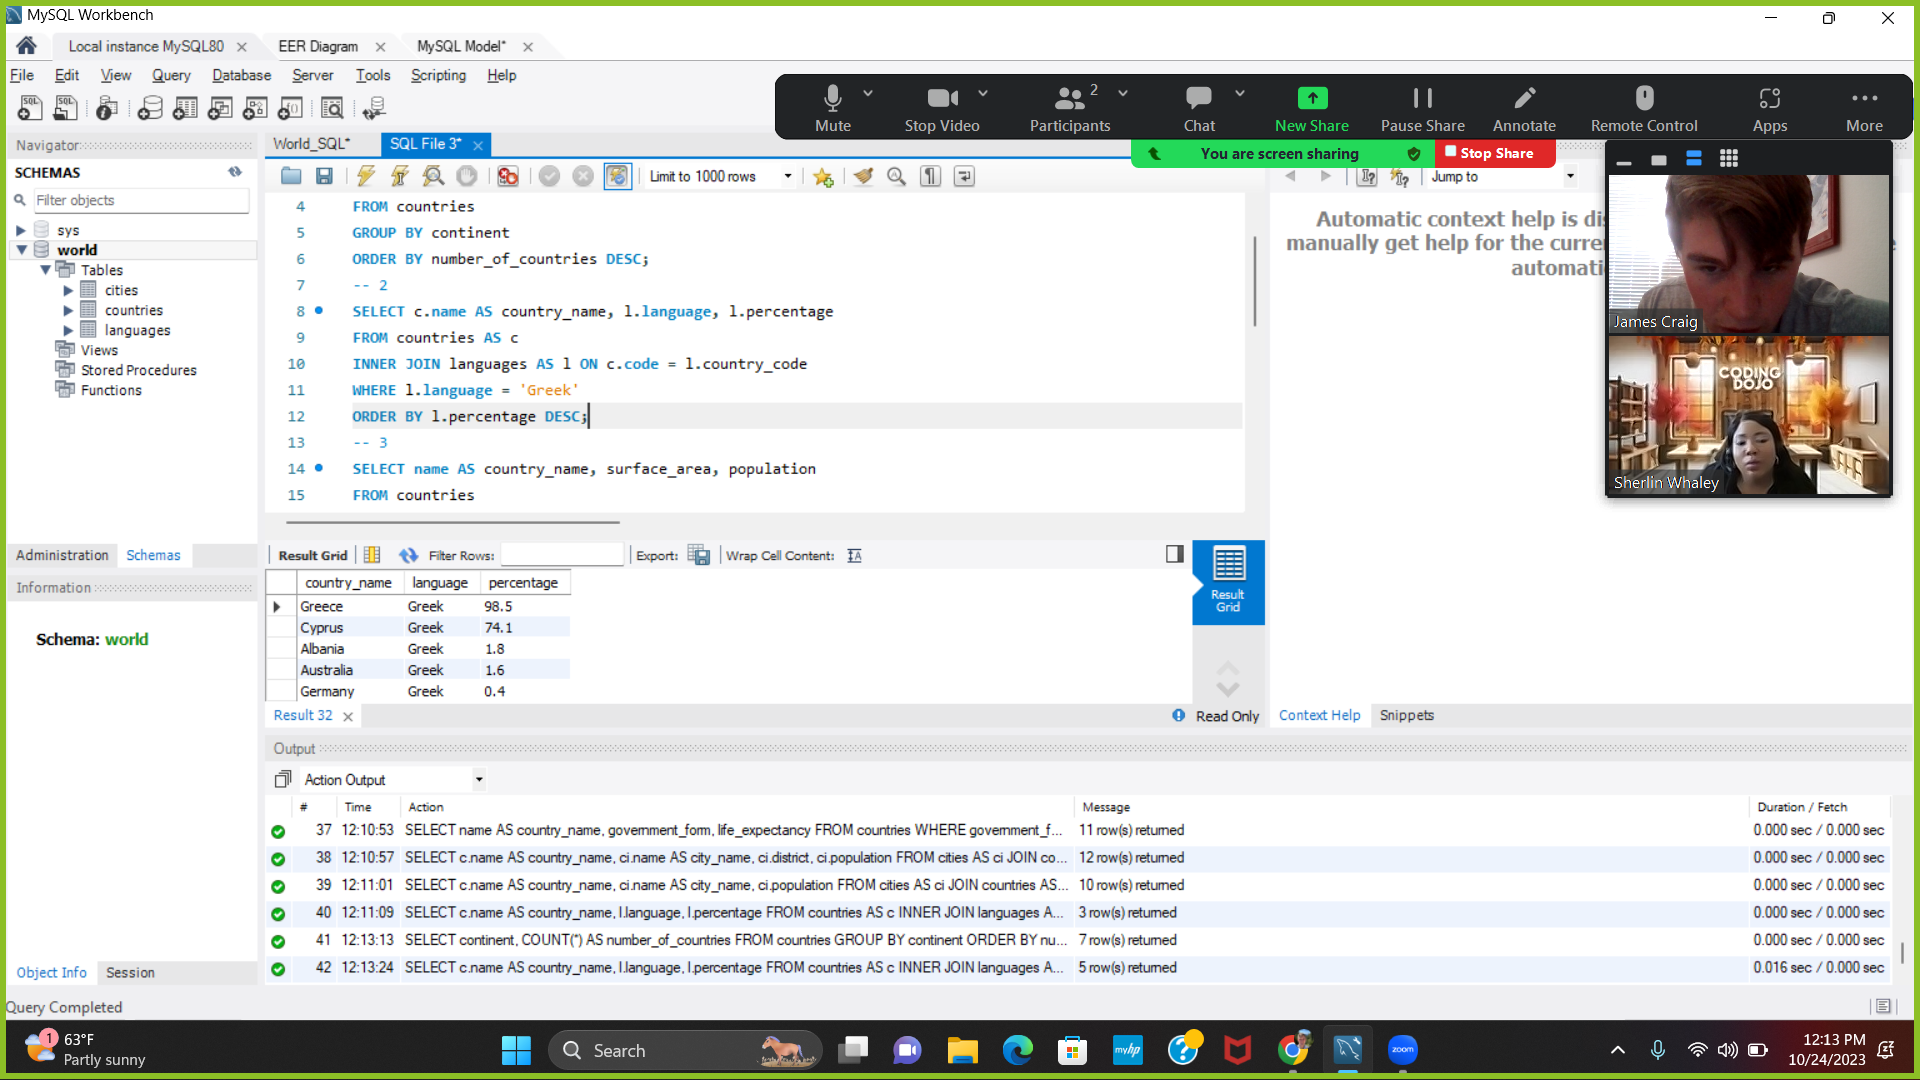 MySQL Workbench
Local instance MySQL80
EER Diagram
MySQL Model*
File Edit View Query Database Server Tools Scripting Help
Mute
Stop Video
2
Participants
Chat
New Share
Pause Share
Annotate
Remote Control
Apps
More
You are screen sharing
Stop Share
Navigator
SCHEMAS
Filter objects
sys
world
Tables
cities
countries
languages
Views
Stored Procedures
Functions
Administration
Schemas
Information
Schema: world
Object Info
Session
World_SQL*
SQL File 3*
Limit to 1000 rows
4 FROM countries
5 GROUP BY continent
6 ORDER BY number_of_countries DESC;
7 -- 2
8 SELECT c.name AS country_name, l.language, l.percentage
9 FROM countries AS c
10 INNER JOIN languages AS l ON c.code = l.country_code
11 WHERE l.language = 'Greek'
12 ORDER BY l.percentage DESC;
13 -- 3
14 SELECT name AS country_name, surface_area, population
15 FROM countries
Result Grid
Filter Rows:
Export:
Wrap Cell Content:
country_name language percentage
Greece Greek 98.5
Cyprus Greek 74.1
Albania Greek 1.8
Australia Greek 1.6
Germany Greek 0.4
Result Grid
Result 32
Read Only
Jump to
Automatic context help is
manually get help for the
James Craig
CODING DOJO
Sherlin Whaley
Context Help
Snippets
Output
Action Output
# Time Action Message Duration / Fetch
37 12:10:53 SELECT name AS country_name, government_form, life_expectancy FROM countries WHERE government_f... 11 row(s) returned 0.000 sec / 0.000 sec
38 12:10:57 SELECT c.name AS country_name, ci.name AS city_name, ci.district, ci.population FROM cities AS ci JOIN co... 12 row(s) returned 0.000 sec / 0.000 sec
39 12:11:01 SELECT c.name AS country_name, ci.name AS city_name, ci.population FROM cities AS ci JOIN countries AS... 10 row(s) returned 0.000 sec / 0.000 sec
40 12:11:09 SELECT c.name AS country_name, l.language, l.percentage FROM countries AS c INNER JOIN languages A... 3 row(s) returned 0.000 sec / 0.000 sec
41 12:13:13 SELECT continent, COUNT(*) AS number_of_countries FROM countries GROUP BY continent ORDER BY nu... 7 row(s) returned 0.000 sec / 0.000 sec
42 12:13:24 SELECT c.name AS country_name, l.language, l.percentage FROM countries AS c INNER JOIN languages A... 5 row(s) returned 0.016 sec / 0.000 sec
Query Completed
1
63°F
Partly sunny
Search
myhp
zoom
12:13 PM
10/24/2023